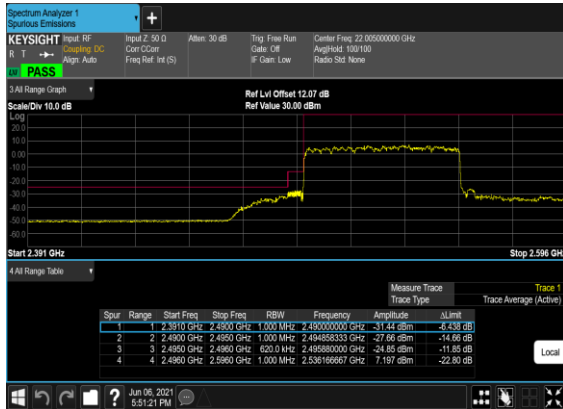 Spectrum Analyzer 1
Spurious Emissions
KEYSIGHT Input: RF Input Z: 50 Ω Atten: 30 dB Trig: Free Run Center Freq: 22.005000000 GHz
R T Coupling: DC Corr CCorr Gate: Off Avg|Hold: 100/100
Align: Auto Freq Ref: Int (S) IF Gain: Low Radio Std: None
PASS
3 All Range Graph Ref Lvl Offset 12.07 dB
Scale/Div 10.0 dB Ref Value 30.00 dBm
Log
20.0
10.0
0.00
-10.0
-20.0
-30.0
-40.0
-50.0
-60.0
Start 2.391 GHz Stop 2.596 GH
4 All Range Table
Measure Trace Trace 1
Trace Type Trace Average (Active)
Spur Range Start Freq Stop Freq RBW Frequency Amplitude ΔLimit
1 1 2.3910 GHz 2.4900 GHz 1.000 MHz 2.490000000 GHz -31.44 dBm -6.438 dB
2 2 2.4900 GHz 2.4950 GHz 1.000 MHz 2.494858333 GHz -27.66 dBm -14.66 dB
3 3 2.4950 GHz 2.4960 GHz 620.0 kHz 2.495880000 GHz -24.85 dBm -11.85 dB
4 4 2.4960 GHz 2.5960 GHz 1.000 MHz 2.536166667 GHz 7.197 dBm -22.80 dB
Local
Jun 06, 2021
5:51:21 PM